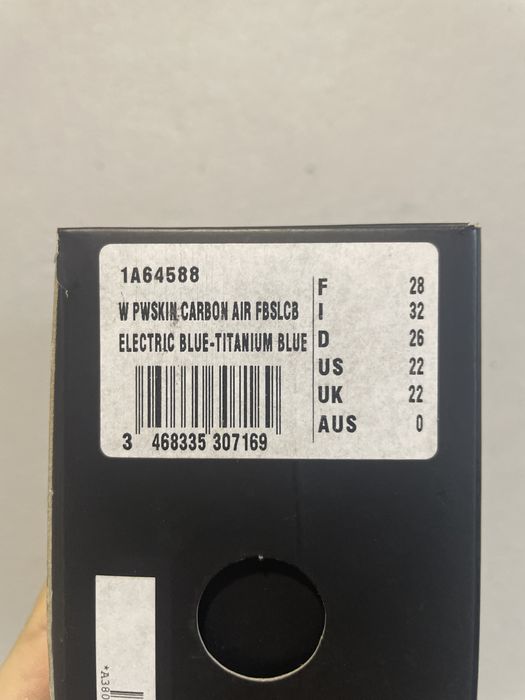 1A64588
W PWSKIN CARBON AIR FBSLCB
ELECTRIC BLUE-TITANIUM BLUE
3 468335 307169
F 28
I 32
D 26
US 22
UK 22
AUS 0
*A380